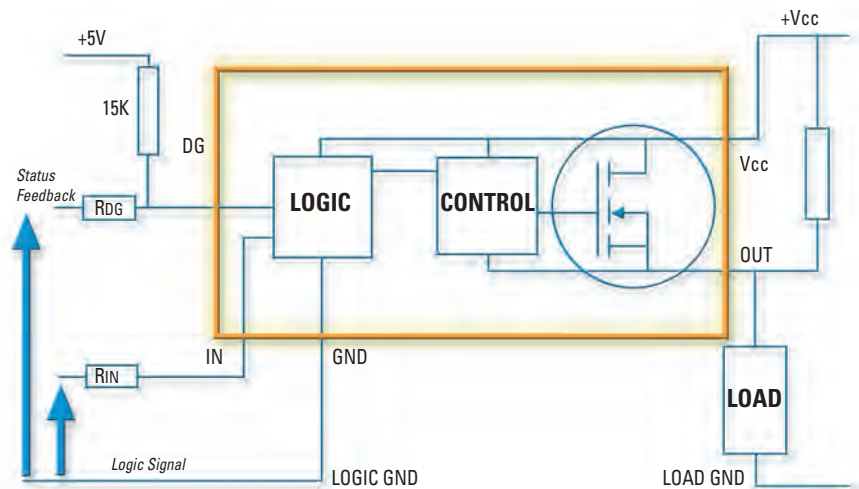 +Vcc
+5V
15K
DG
Vcc
Status
Feedback
RDG
LOGIC
CONTROL
OUT
IN
GND
RIN
LOAD
Logic Signal
LOGIC GND
LOAD GND